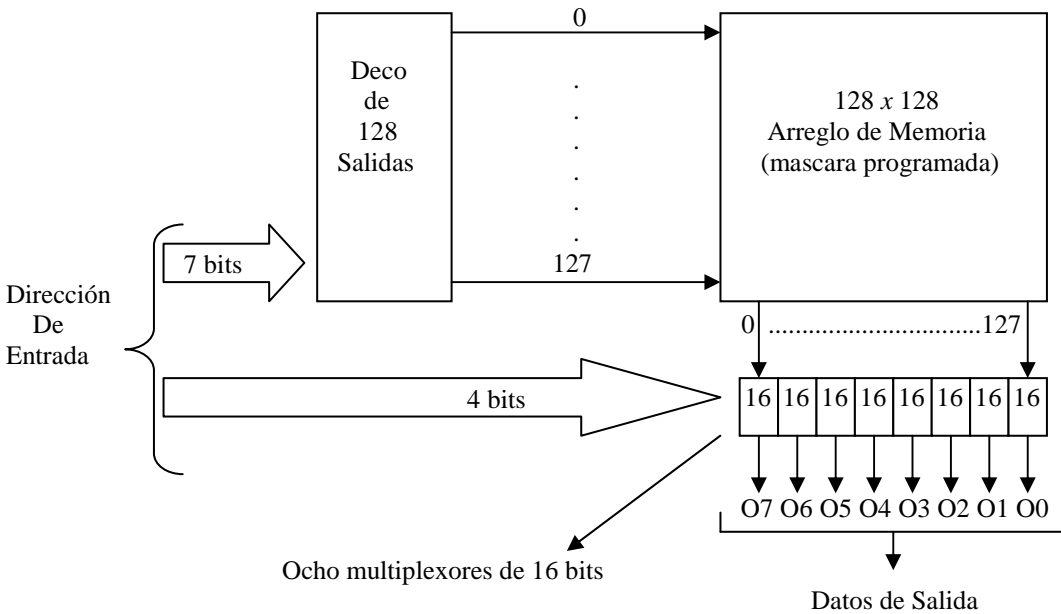 0
Deco
de
128
Salidas
128 x 128
Arreglo de Memoria
(mascara programada)
127
7 bits
Dirección
De
Entrada
0 ..............................127
4 bits
16 16 16 16 16 16 16 16
O7 O6 O5 O4 O3 O2 O1 O0
Ocho multiplexores de 16 bits
Datos de Salida